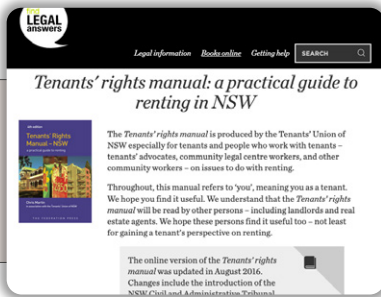 find
LEGAL
answers
Legal information Books online Getting help SEARCH
Tenants' rights manual: a practical guide to
renting in NSW
4th edition
Tenants' Rights
Manual – NSW
a practical guide to renting
Chris Martin
THE FEDERATION PRESS
The Tenants' rights manual is produced by the Tenants' Union of
NSW especially for tenants and people who work with tenants –
tenants' advocates, community legal centre workers, and other
community workers – on issues to do with renting.
Throughout, this manual refers to 'you', meaning you as a tenant.
We hope you find it useful. We understand that the Tenants' rights
manual will be read by other persons – including landlords and real
estate agents. We hope these persons find it useful too – not least
for gaining a tenant's perspective on renting.
The online version of the Tenants' rights
manual was updated in August 2016.
Changes include the introduction of the
NSW Civil and Administrative Tribunal